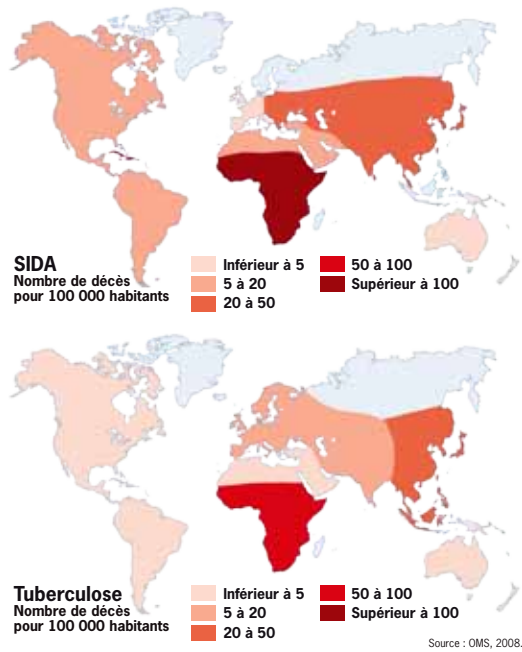 SIDA
Nombre de décès
pour 100 000 habitants
Inférieur à 5
5 à 20
20 à 50
50 à 100
Supérieur à 100
Tuberculose
Nombre de décès
pour 100 000 habitants
Inférieur à 5
5 à 20
20 à 50
50 à 100
Supérieur à 100
Source : OMS, 2008.